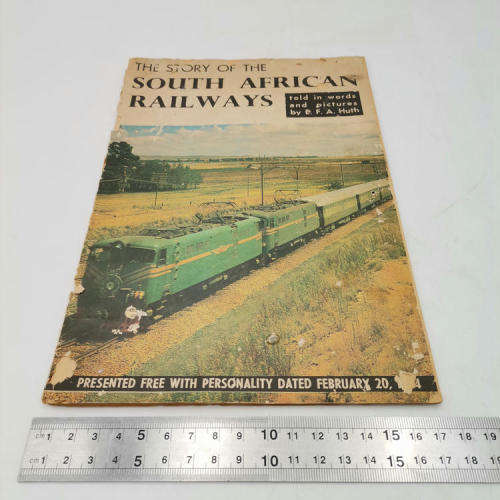 THE STORY OF THE
SOUTH AFRICAN
RAILWAYS
told in words
and pictures
by P. F. A. Huth
PRESENTED FREE WITH PERSONALITY DATED FEBRUARY 20,
cm 1 2 3 4 5 6 7 8 9 10 11 12 13 14 15 16 17 18 19
cm 1 2 3 4 5 6 7 8 9 10 11 12 13 14 15 16 17 18 19